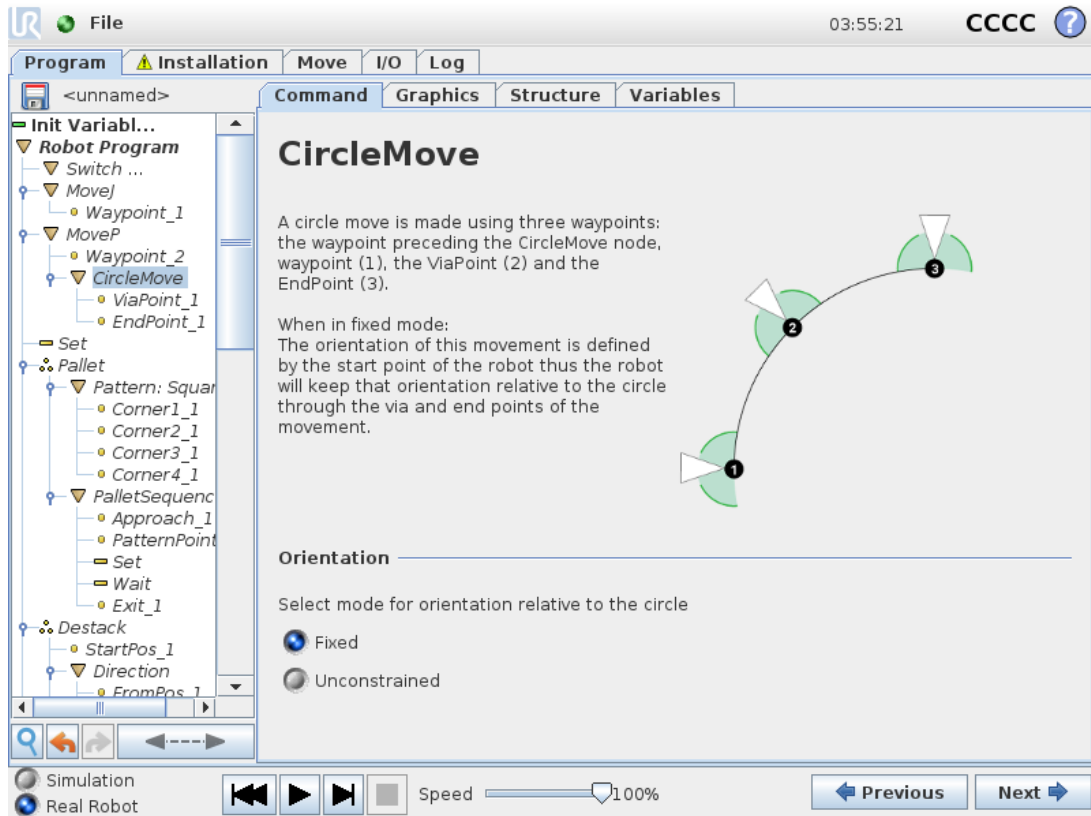 UR File 03:55:21 CCCC ?
Program Installation Move I/O Log
<unnamed> Command Graphics Structure Variables
Init Variabl...
Robot Program
Switch ...
MoveJ
Waypoint_1
MoveP
Waypoint_2
CircleMove
ViaPoint_1
EndPoint_1
Set
Pallet
Pattern: Squar
Corner1_1
Corner2_1
Corner3_1
Corner4_1
PalletSequenc
Approach_1
PatternPoint
Set
Wait
Exit_1
Destack
StartPos_1
Direction
FromPos_1
CircleMove
A circle move is made using three waypoints:
the waypoint preceding the CircleMove node,
waypoint (1), the ViaPoint (2) and the
EndPoint (3).
When in fixed mode:
The orientation of this movement is defined
by the start point of the robot thus the robot
will keep that orientation relative to the circle
through the via and end points of the
movement.
3
2
1
Orientation
Select mode for orientation relative to the circle
Fixed
Unconstrained
Simulation
Real Robot
Speed 100%
Previous Next